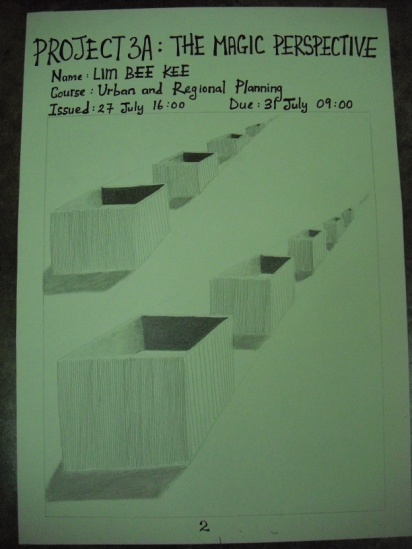 PROJECT 3A: THE MAGIC PERSPECTIVE
Name: LIM BEE KEE
Course: Urban and Regional Planning
Issued: 27 July 16:00 Due: 31 July 09:00
2